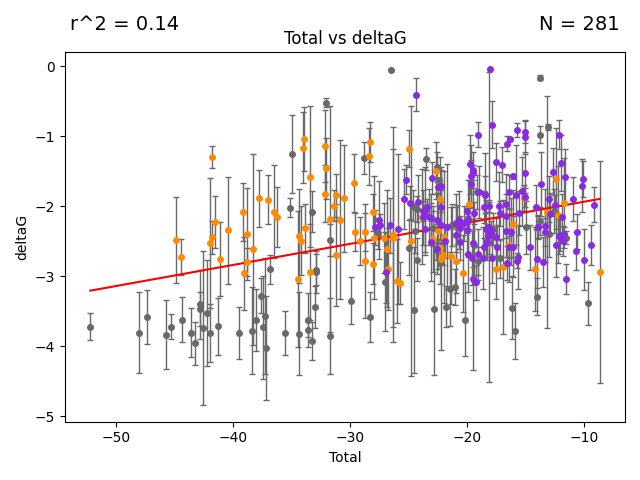 r^2 = 0.14
N = 281
Total vs deltaG
0
−1
−2
−3
−4
−5
deltaG
−50
−40
−30
−20
−10
Total